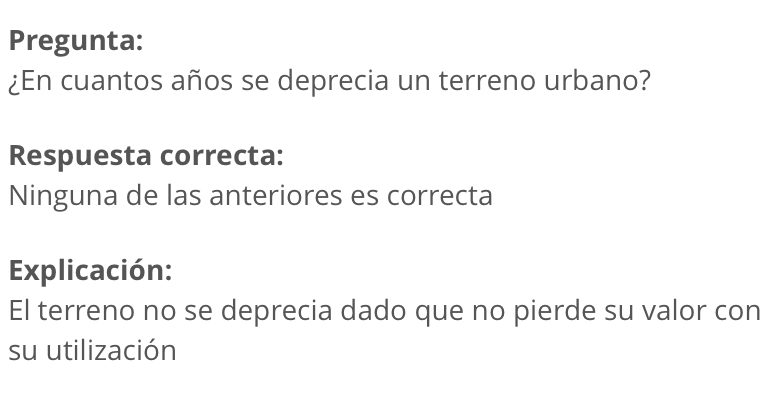 Pregunta:
¿En cuantos años se deprecia un terreno urbano?
Respuesta correcta:
Ninguna de las anteriores es correcta
Explicación:
El terreno no se deprecia dado que no pierde su valor con
su utilización